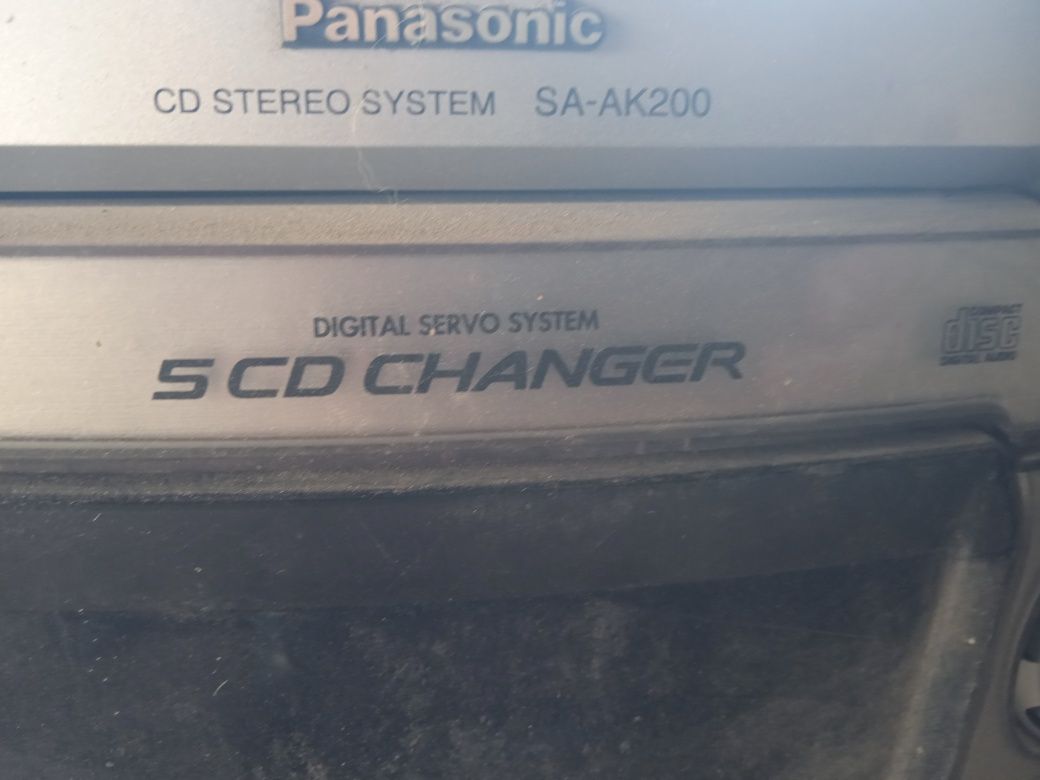 Panasonic
CD STEREO SYSTEM SA-AK200
DIGITAL SERVO SYSTEM
5 CD CHANGER
COMPACT
disc
DIGITAL AUDIO